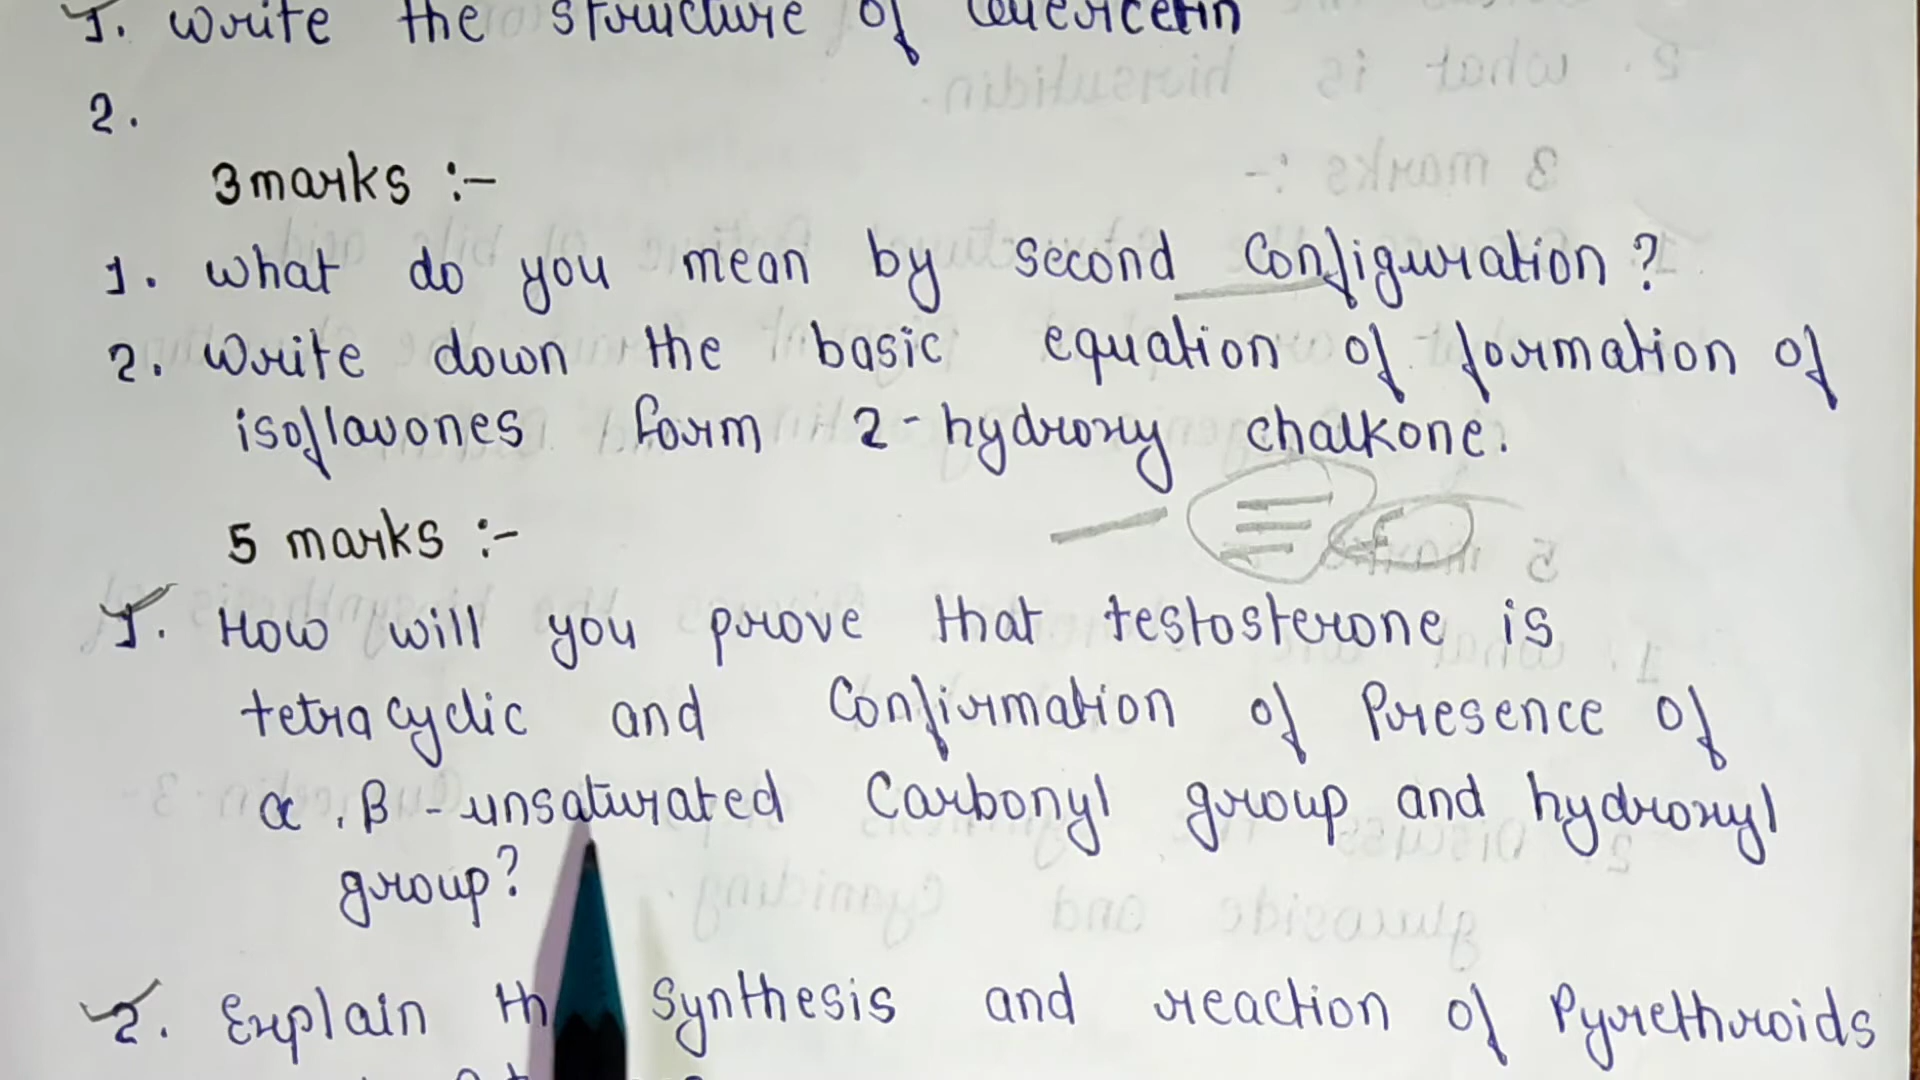 1. Write the structure of Quercetin
2.
3 marks :-
1. What do you mean by second Configuration?
2. Write down the basic equation of formation of
isoflavones form 2-hydroxy chalkone.
5 marks :-
1. How will you prove that testosterone is
tetracyclic and Confirmation of Presence of
α, β - unsaturated Carbonyl group and hydroxyl
group?
2. Explain th synthesis and reaction of Pyrethroids